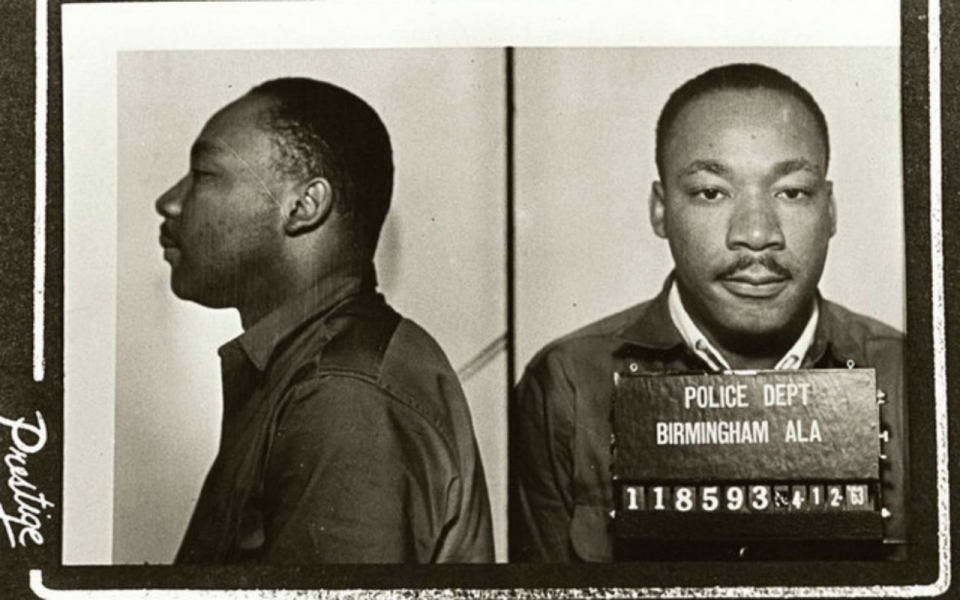 Prestige
POLICE DEPT
BIRMINGHAM ALA
118593 4 12 63